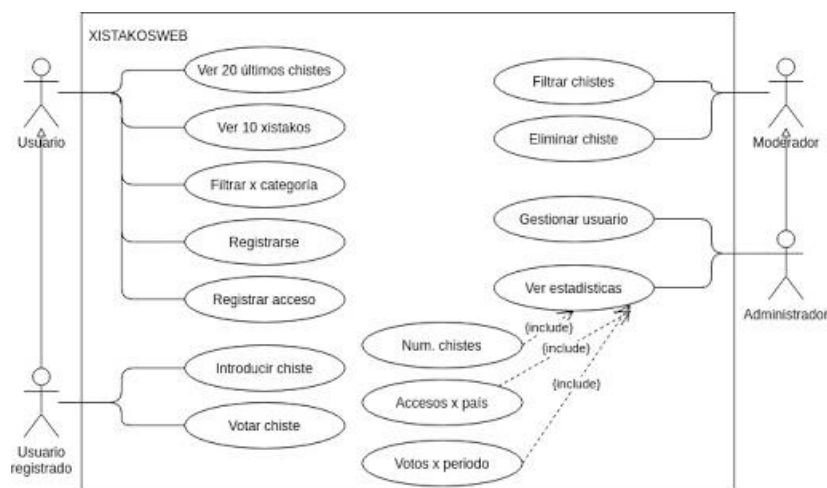 XISTAKOSWEB
Ver 20 últimos chistes
Ver 10 xistakos
Filtrar x categoría
Registrarse
Registrar acceso
Introducir chiste
Votar chiste
Usuario
Usuario
registrado
Filtrar chistes
Eliminar chiste
Gestionar usuario
Ver estadísticas
{include}
{include}
{include}
Num. chistes
Accesos x país
Votos x periodo
Moderador
Administrador